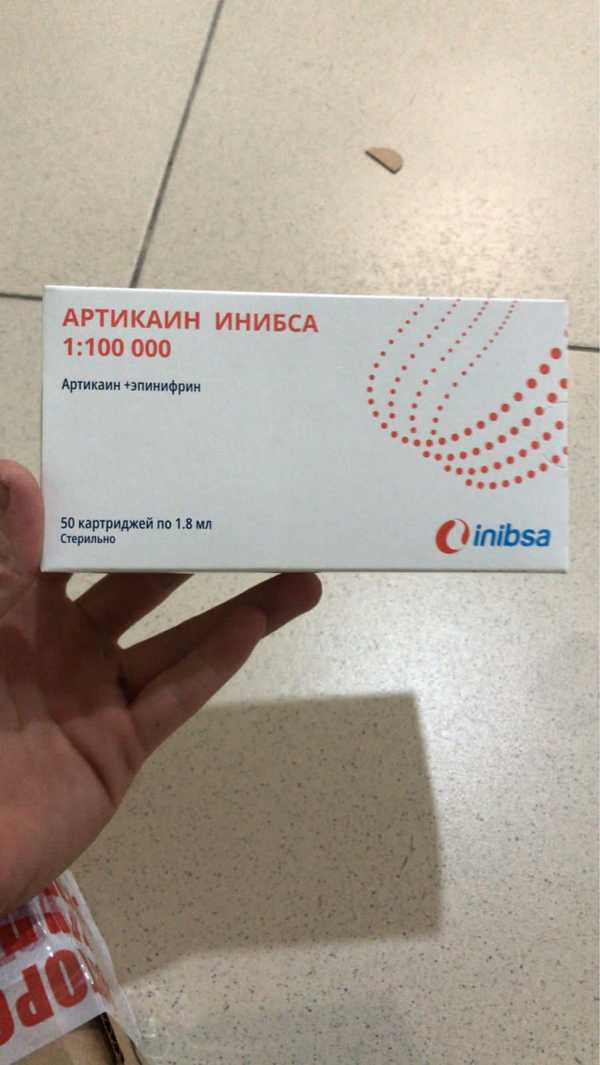 АРТИКАИН ИНИБСА
1:100 000
Артикаин +эпинифрин
50 картриджей по 1.8 мл
Стерильно
inibsa